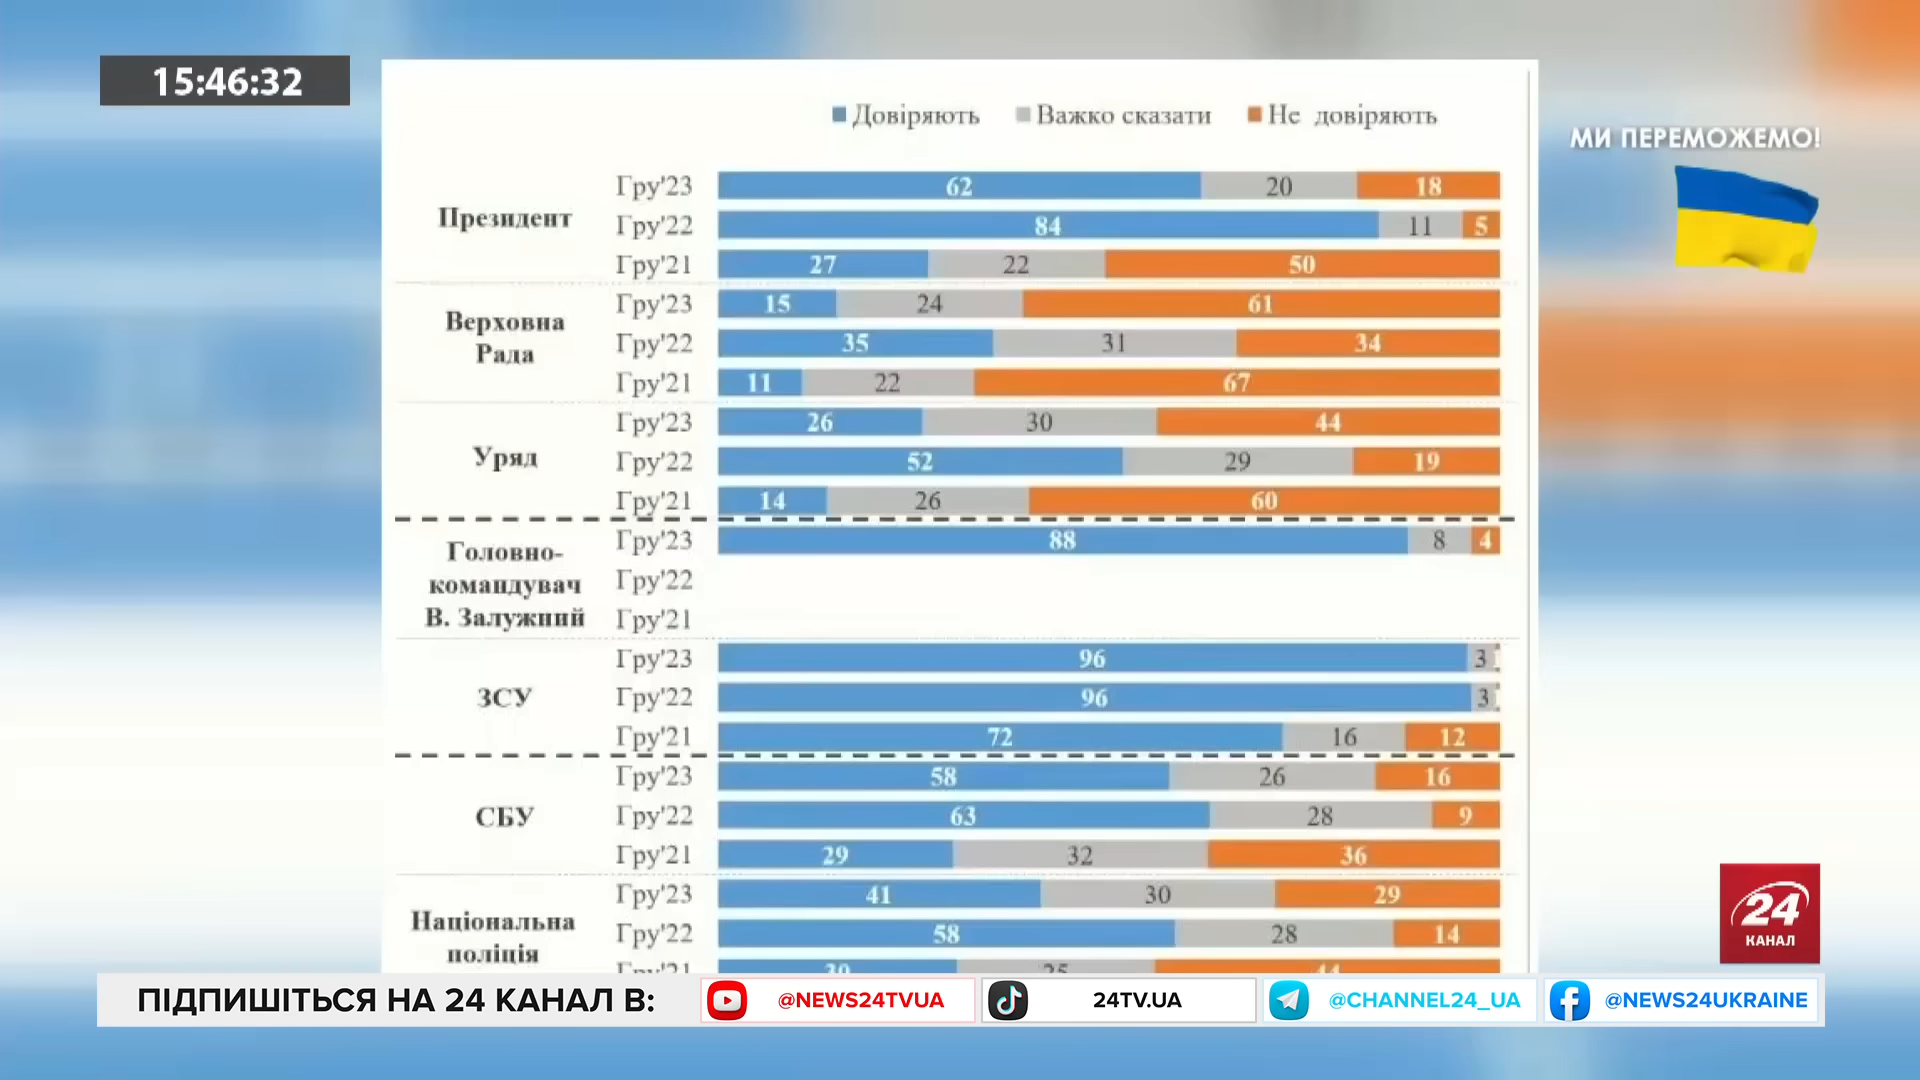 15:46:32
Довіряють Важко сказати Не довіряють
МИ ПЕРЕМОЖЕМО!
Президент
Гру'23 62 20 18
Гру'22 84 11 5
Гру'21 27 22 50
Верховна
Рада
Гру'23 15 24 61
Гру'22 35 31 34
Гру'21 11 22 67
Уряд
Гру'23 26 30 44
Гру'22 52 29 19
Гру'21 14 26 60
Головно-
командувач
В. Залужний
Гру'23 88 8 4
Гру'22
Гру'21
ЗСУ
Гру'23 96 3
Гру'22 96 3
Гру'21 72 16 12
СБУ
Гру'23 58 26 16
Гру'22 63 28 9
Гру'21 29 32 36
Національна
поліція
Гру'23 41 30 29
Гру'22 58 28 14
24
КАНАЛ
ПІДПИШІТЬСЯ НА 24 КАНАЛ В: @NEWS24TVUA 24TV.UA @CHANNEL24_UA @NEWS24UKRAINE